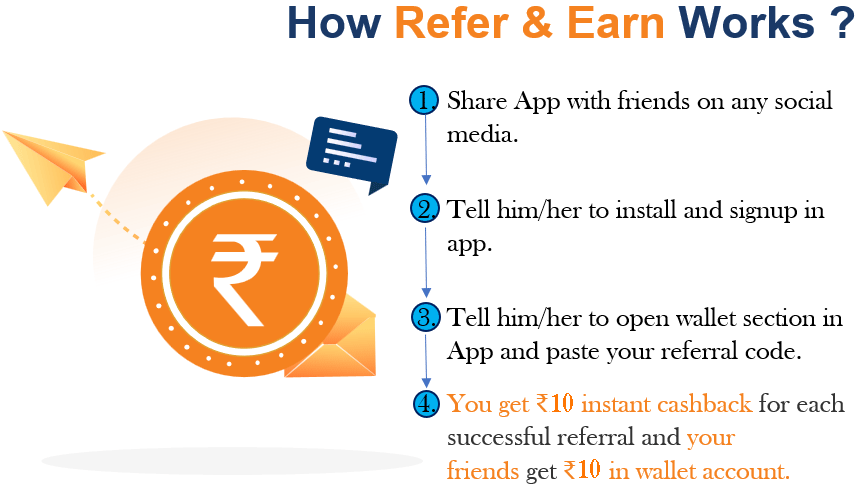 How Refer & Earn Works ?
1. Share App with friends on any social
media.
2. Tell him/her to install and signup in
app.
3. Tell him/her to open wallet section in
App and paste your referral code.
4. You get ₹10 instant cashback for each
successful referral and your
friends get ₹10 in wallet account.
₹